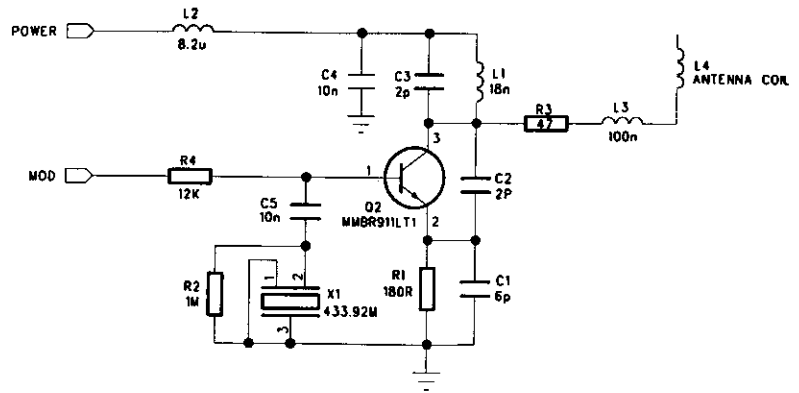 L2
POWER
8.2u
C4
10n
C3
2p
L1
18n
L4
ANTENNA COIL
R3
47
L3
100n
3
R4
MOD
12K
1
C5
10n
Q2
MMBR911LT1
2
C2
2P
R2
1M
1
2
X1
433.92M
3
R1
180R
C1
6p